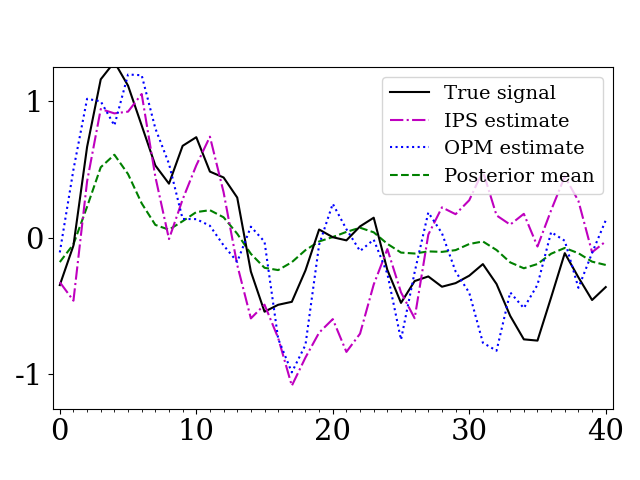 True signal
IPS estimate
OPM estimate
Posterior mean
1
0
-1
0 10 20 30 40